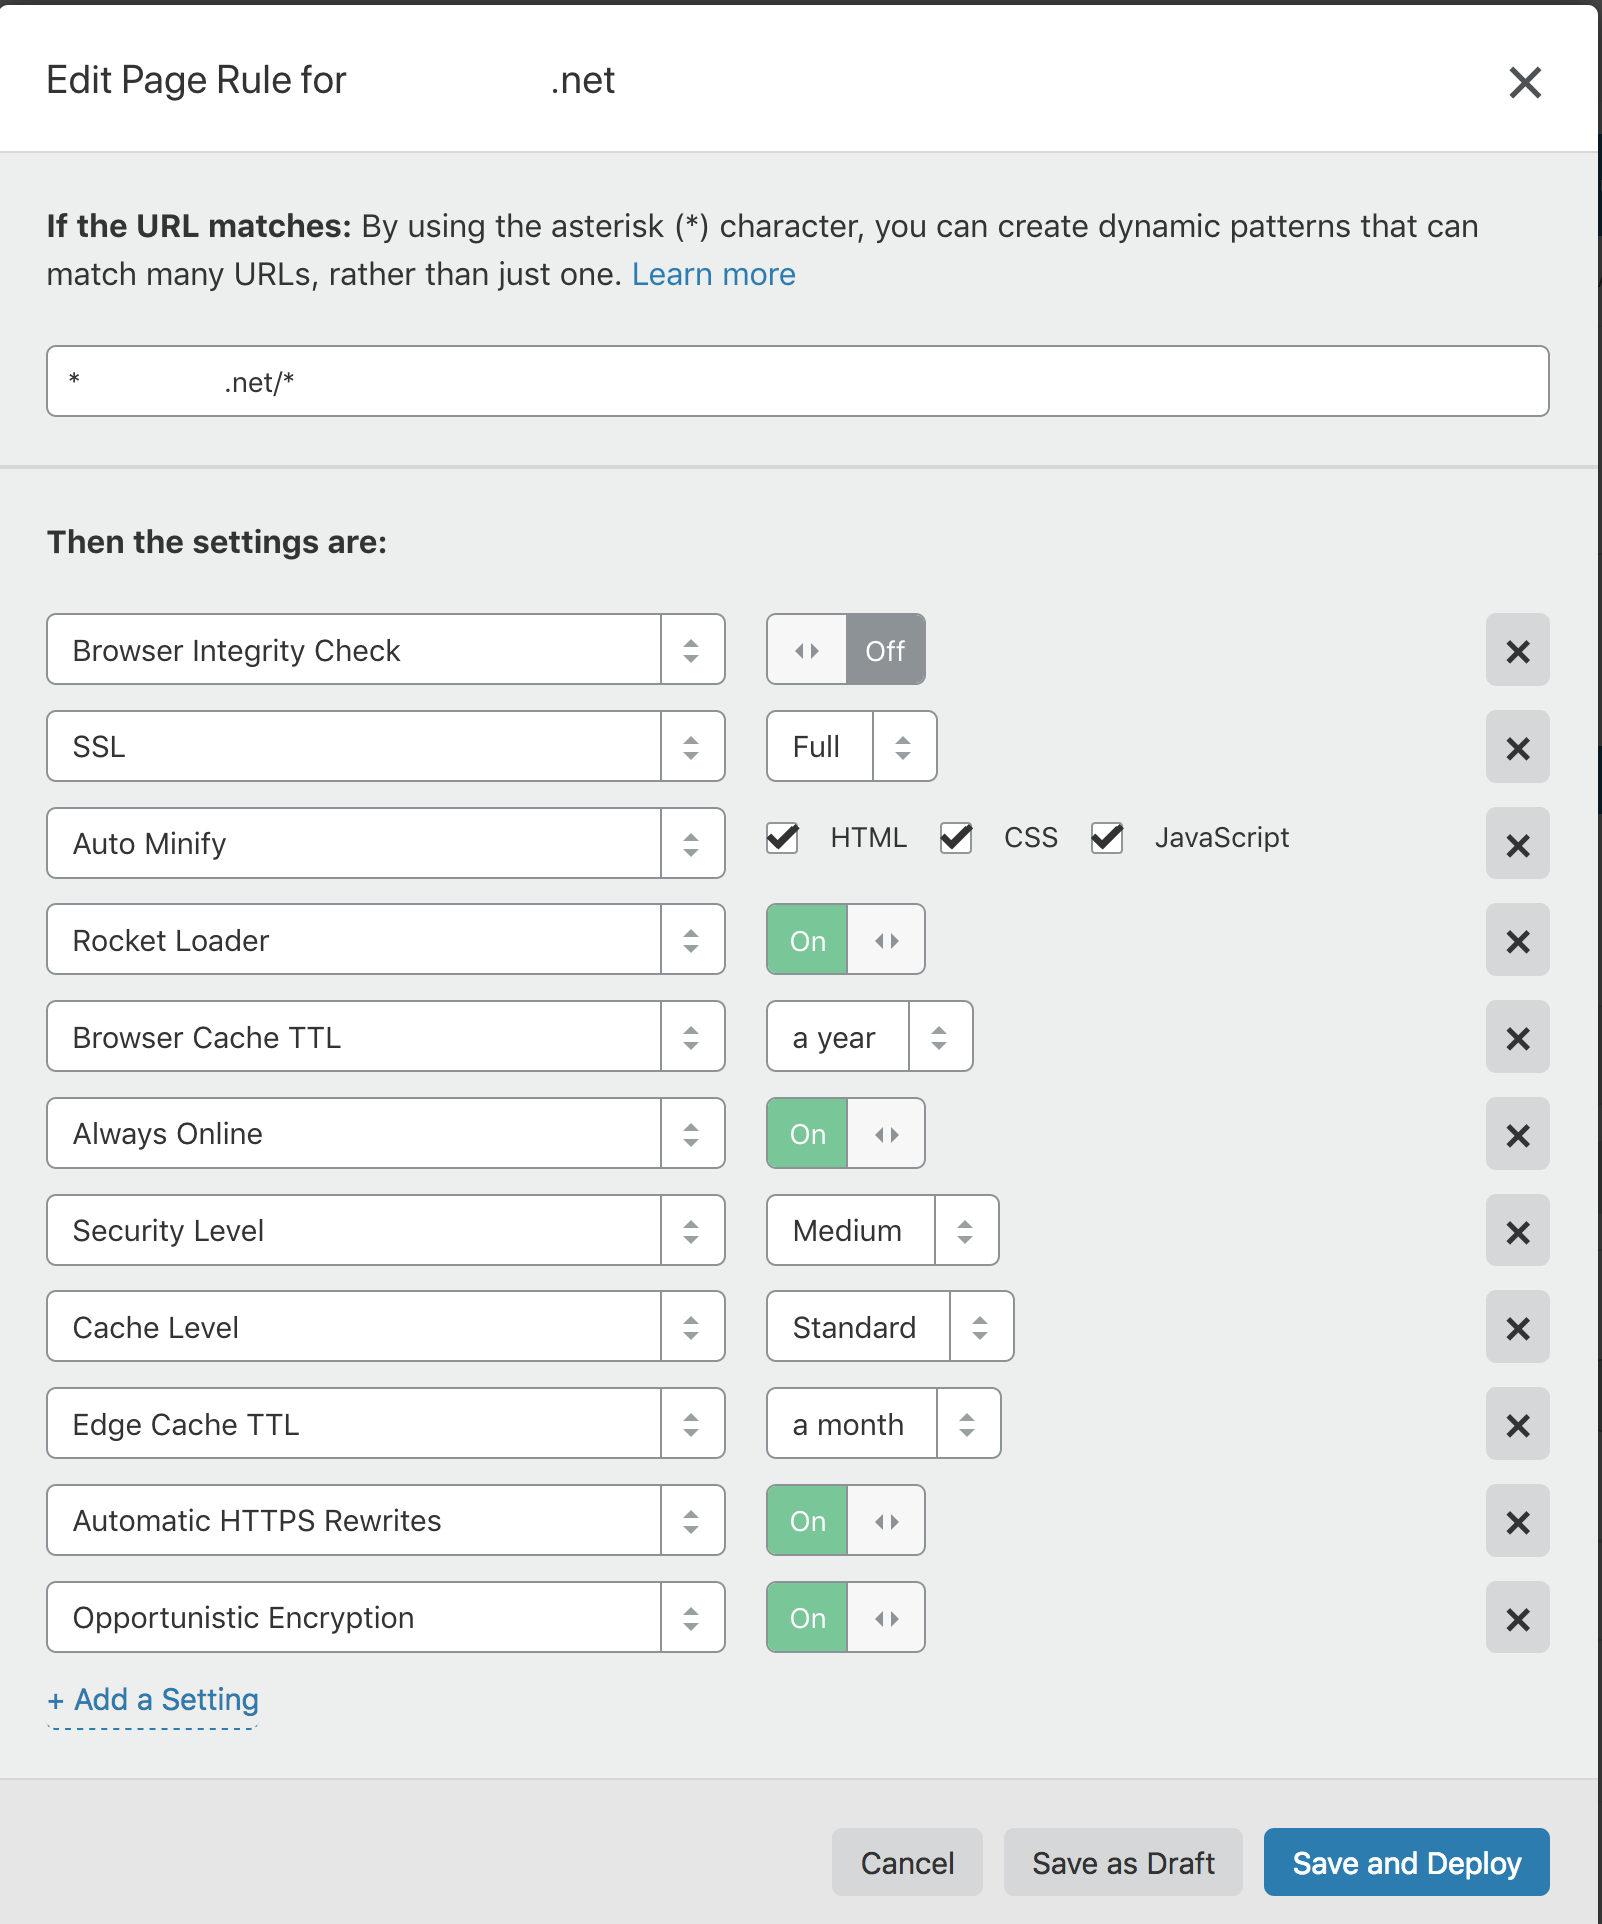 Edit Page Rule for .net
If the URL matches: By using the asterisk (*) character, you can create dynamic patterns that can
match many URLs, rather than just one. Learn more
* .net/*
Then the settings are:
Browser Integrity Check Off
SSL Full
Auto Minify HTML CSS JavaScript
Rocket Loader On
Browser Cache TTL a year
Always Online On
Security Level Medium
Cache Level Standard
Edge Cache TTL a month
Automatic HTTPS Rewrites On
Opportunistic Encryption On
+ Add a Setting
Cancel Save as Draft Save and Deploy